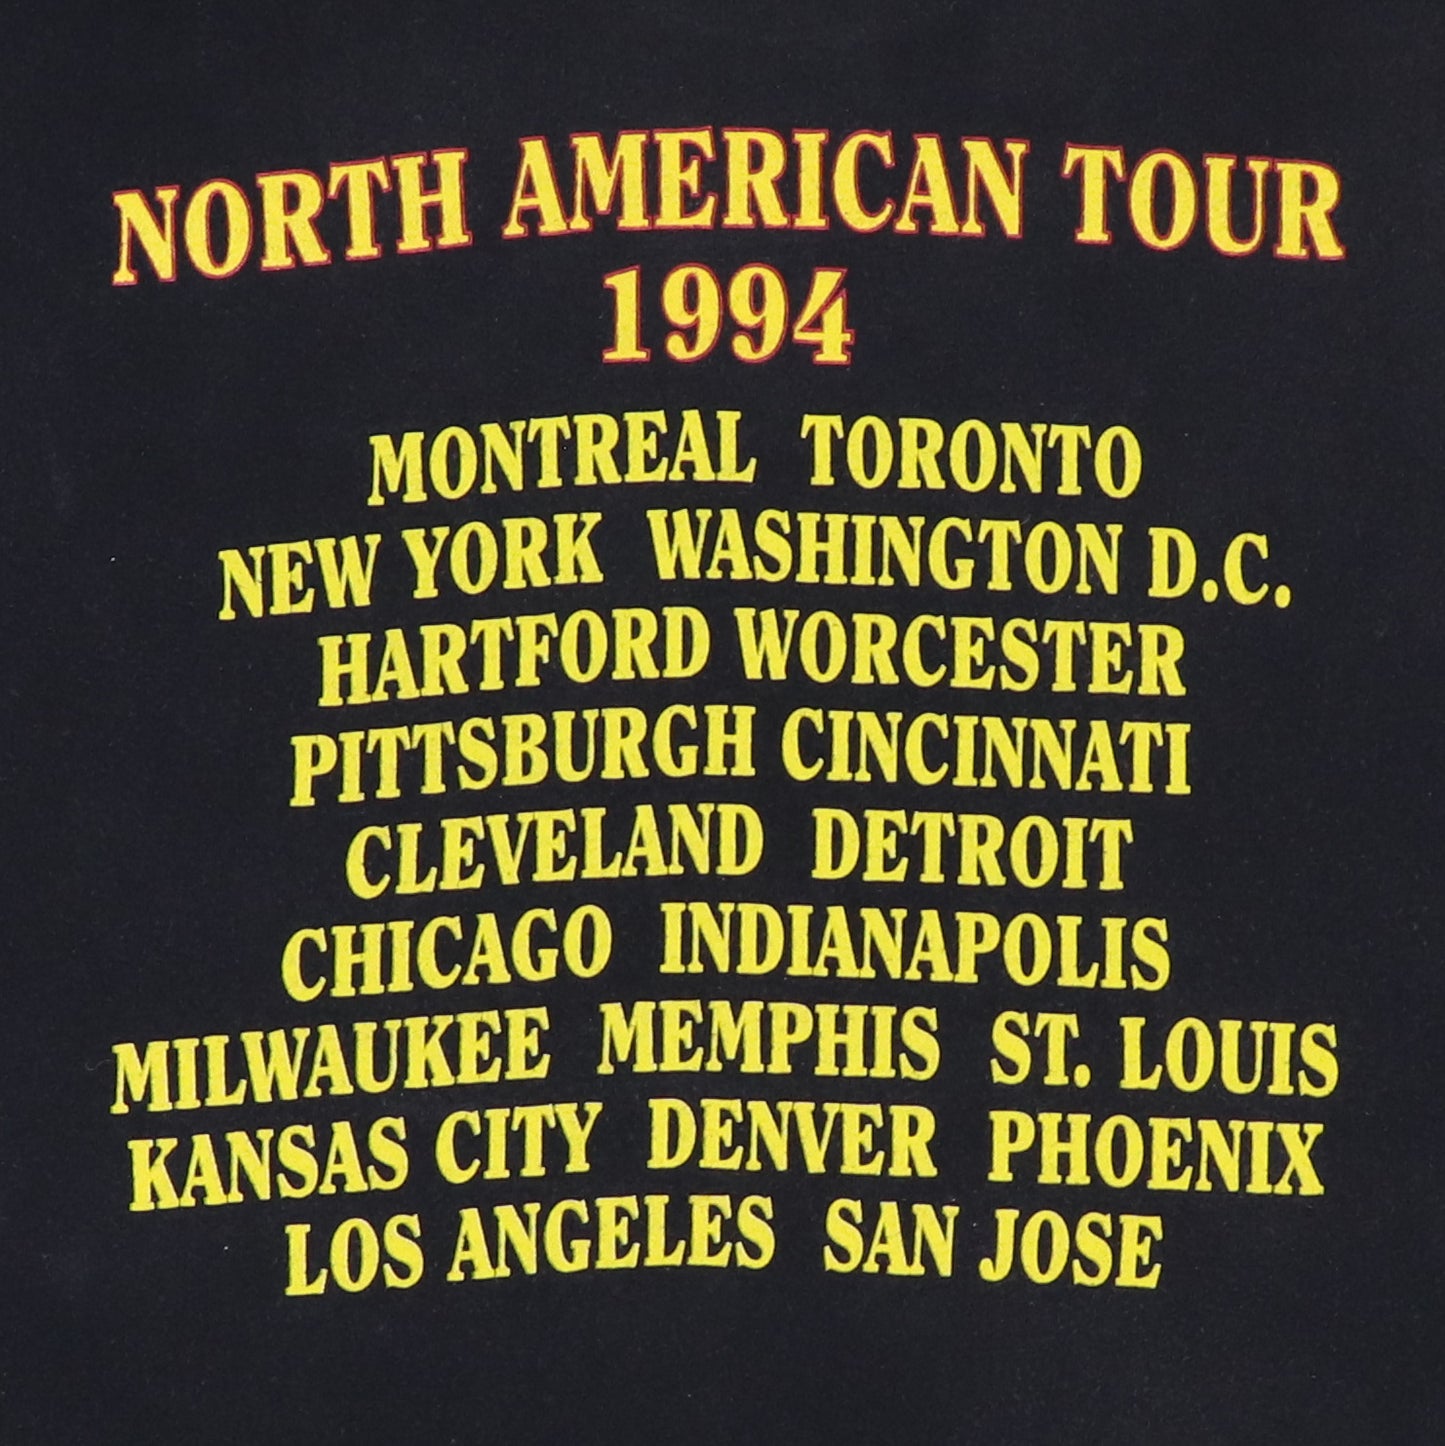 NORTH AMERICAN TOUR
1994
MONTREAL TORONTO
NEW YORK WASHINGTON D.C.
HARTFORD WORCESTER
PITTSBURGH CINCINNATI
CLEVELAND DETROIT
CHICAGO INDIANAPOLIS
MILWAUKEE MEMPHIS ST. LOUIS
KANSAS CITY DENVER PHOENIX
LOS ANGELES SAN JOSE